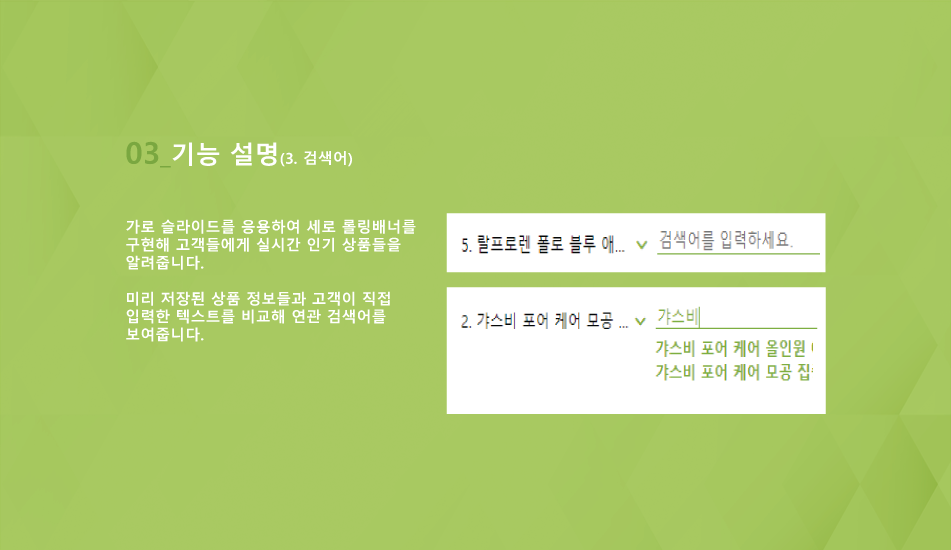 03_기능 설명(3. 검색어)
가로 슬라이드를 응용하여 세로 롤링배너를
구현해 고객들에게 실시간 인기 상품들을
알려줍니다.
미리 저장된 상품 정보들과 고객이 직접
입력한 텍스트를 비교해 연관 검색어를
보여줍니다.
5. 랄프로렌 폴로 블루 애... 검색어를 입력하세요.
2. 갸스비 포어 케어 모공 ... 갸스비
갸스비 포어 케어 올인원
갸스비 포어 케어 모공 집